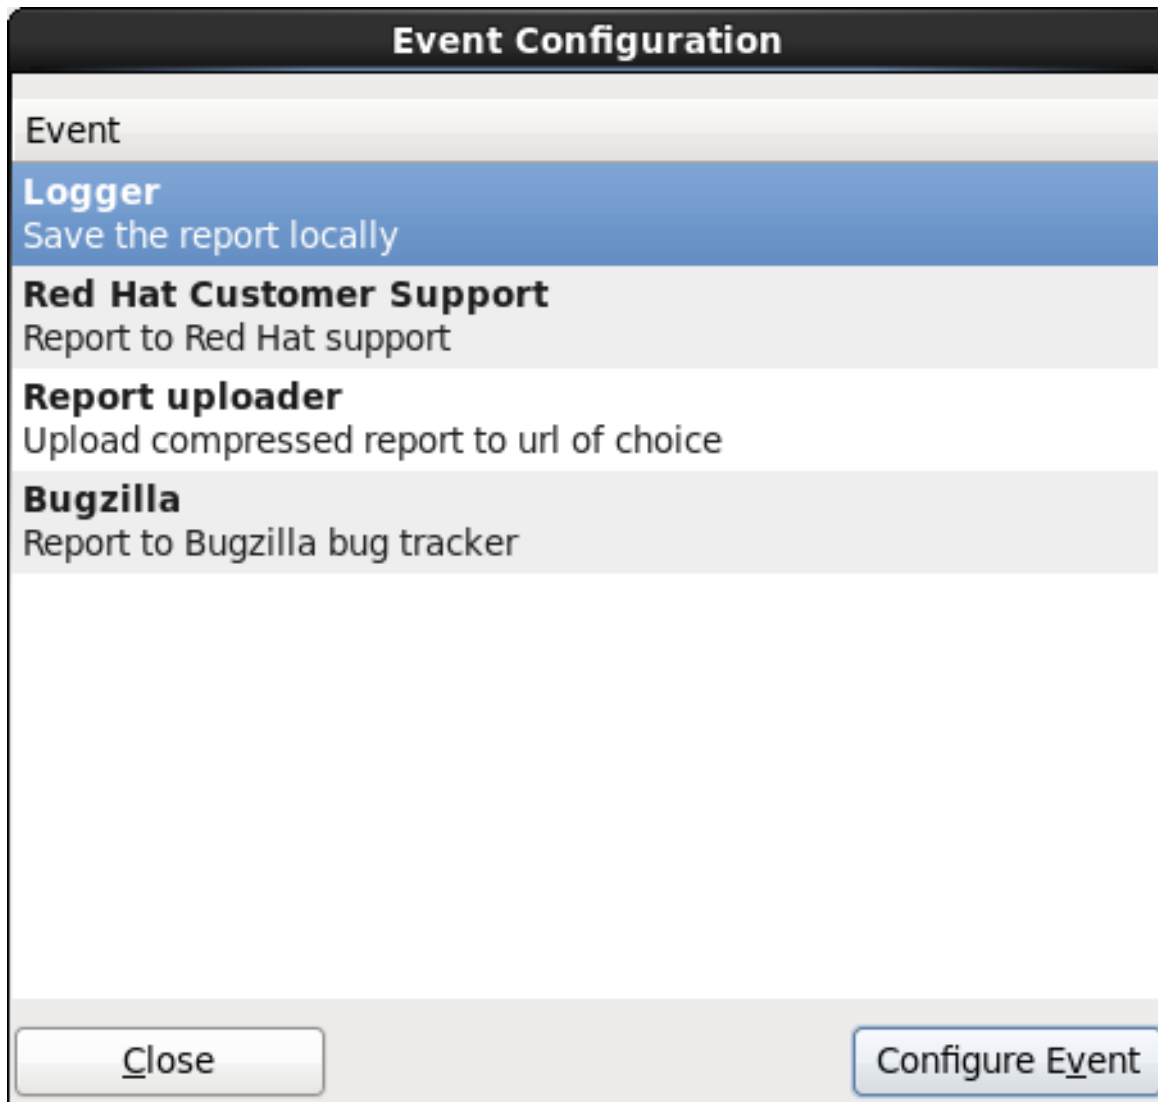 Event Configuration
Event
Logger
Save the report locally
Red Hat Customer Support
Report to Red Hat support
Report uploader
Upload compressed report to url of choice
Bugzilla
Report to Bugzilla bug tracker
Close
Configure Event